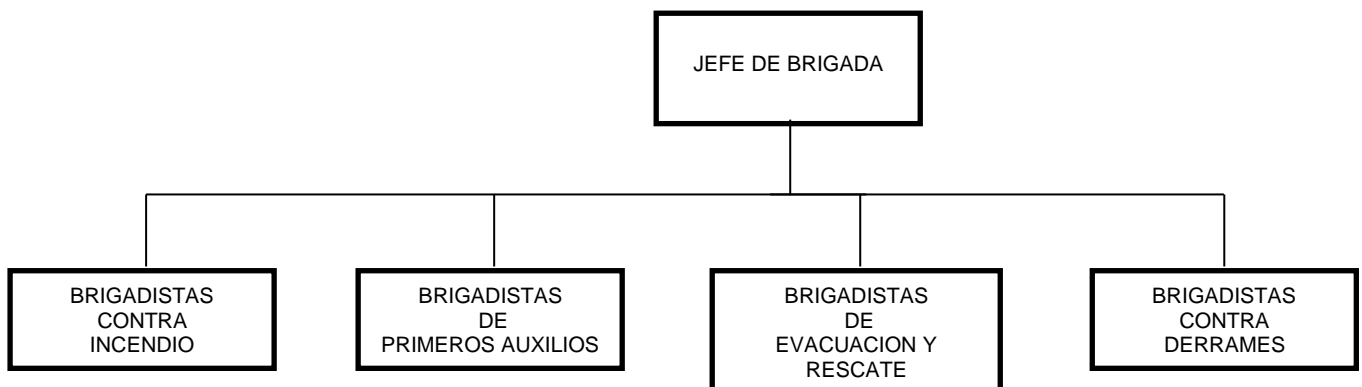 JEFE DE BRIGADA
BRIGADISTAS
CONTRA
INCENDIO
BRIGADISTAS
DE
PRIMEROS AUXILIOS
BRIGADISTAS
DE
EVACUACION Y
RESCATE
BRIGADISTAS
CONTRA
DERRAMES